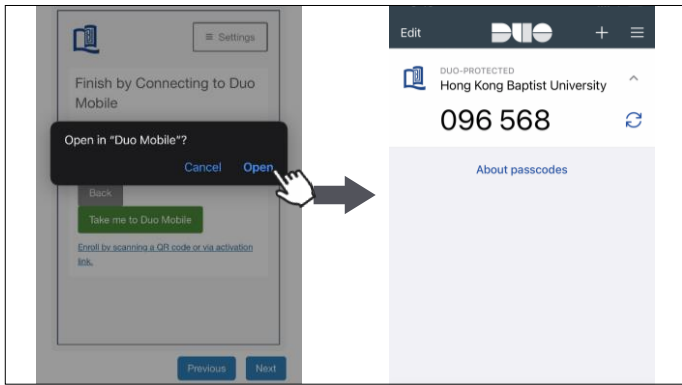 ≡ Settings
Finish by Connecting to Duo
Mobile
Open in "Duo Mobile"?
Cancel Open
Back
Take me to Duo Mobile
Enroll by scanning a QR code or via activation
link.
Previous Next
Edit DUO + ≡
DUO-PROTECTED
Hong Kong Baptist University
096 568
About passcodes